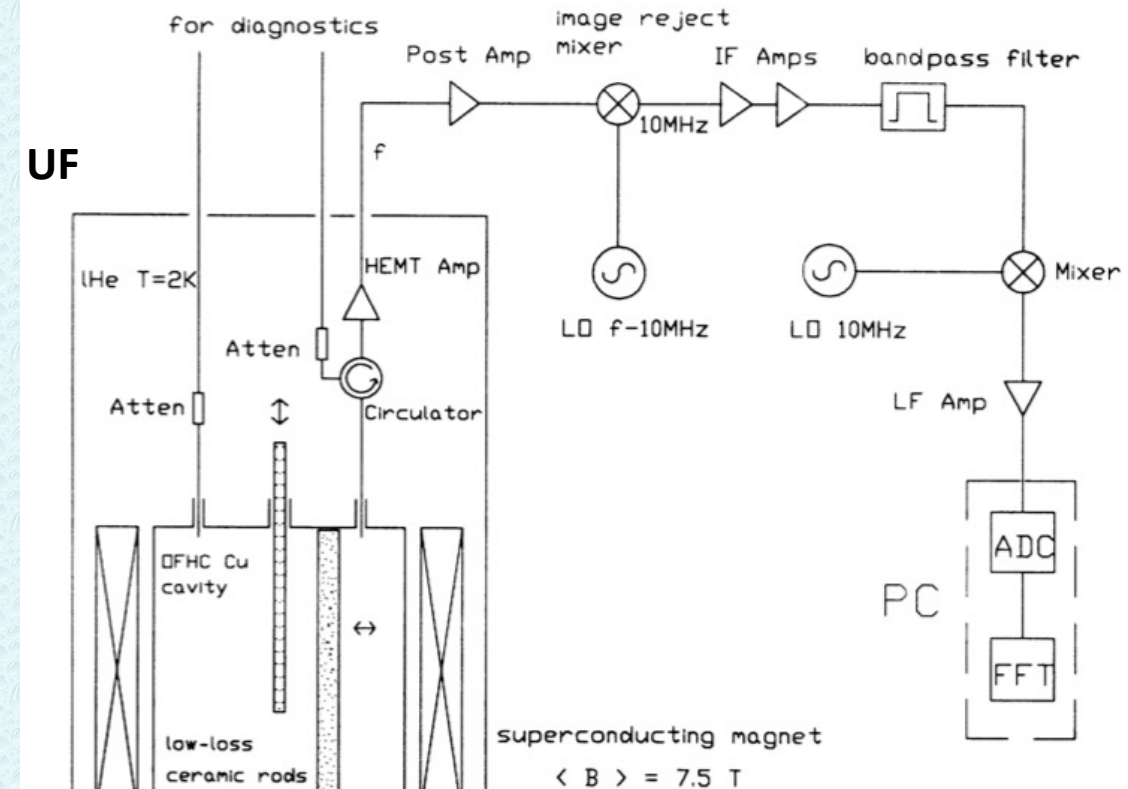 for diagnostics
image reject
mixer
Post Amp
IF Amps
bandpass filter
10MHz
f
UF
lHe T=2K
HEMT Amp
LO f-10MHz
LO 10MHz
Mixer
Atten
Atten
Circulator
LF Amp
OFHC Cu
cavity
ADC
PC
FFT
low-loss
ceramic rods
superconducting magnet
< B > = 7.5 T